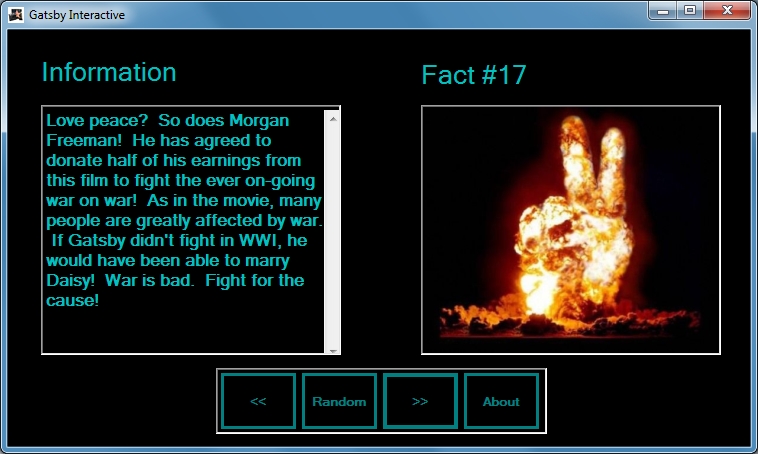 Gatsby Interactive
Information
Fact #17
Love peace?  So does Morgan
Freeman!  He has agreed to
donate half of his earnings from
this film to fight the ever on-going
war on war!  As in the movie, many
people are greatly affected by war.
If Gatsby didn't fight in WWI, he
would have been able to marry
Daisy!  War is bad.  Fight for the
cause!
<<
Random
>>
About